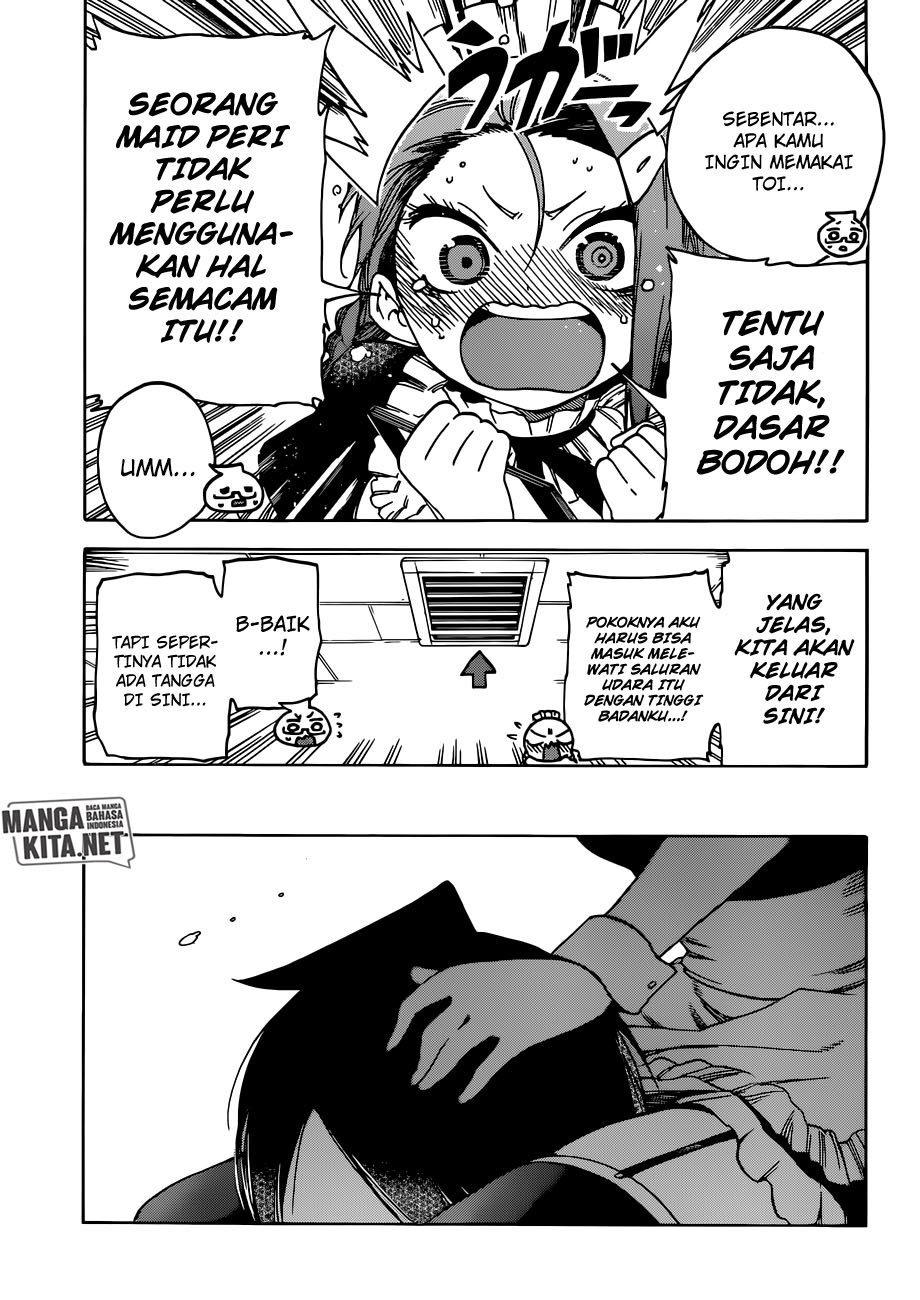 SEBENTAR...
APA KAMU
INGIN MEMAKAI
TOI...
うがーっ
TENTU
SAJA
TIDAK,
DASAR
BODOH!!
SEORANG
MAID PERI
TIDAK
PERLU
MENGGUNA-
KAN HAL
SEMACAM
ITU!!
UMM...
YANG
JELAS,
KITA AKAN
KELUAR
DARI
SINI!
POKOKNYA AKU
HARUS BISA
MASUK MELE-
WATI SALURAN
UDARA ITU
DENGAN TINGGI
BADANKU...!
B-BAIK
...!
TAPI SEPER-
TINYA TIDAK
ADA TANGGA
DI SINI...
MANGA
KITA.NET
BACA MANGA
BAHASA
INDONESIA